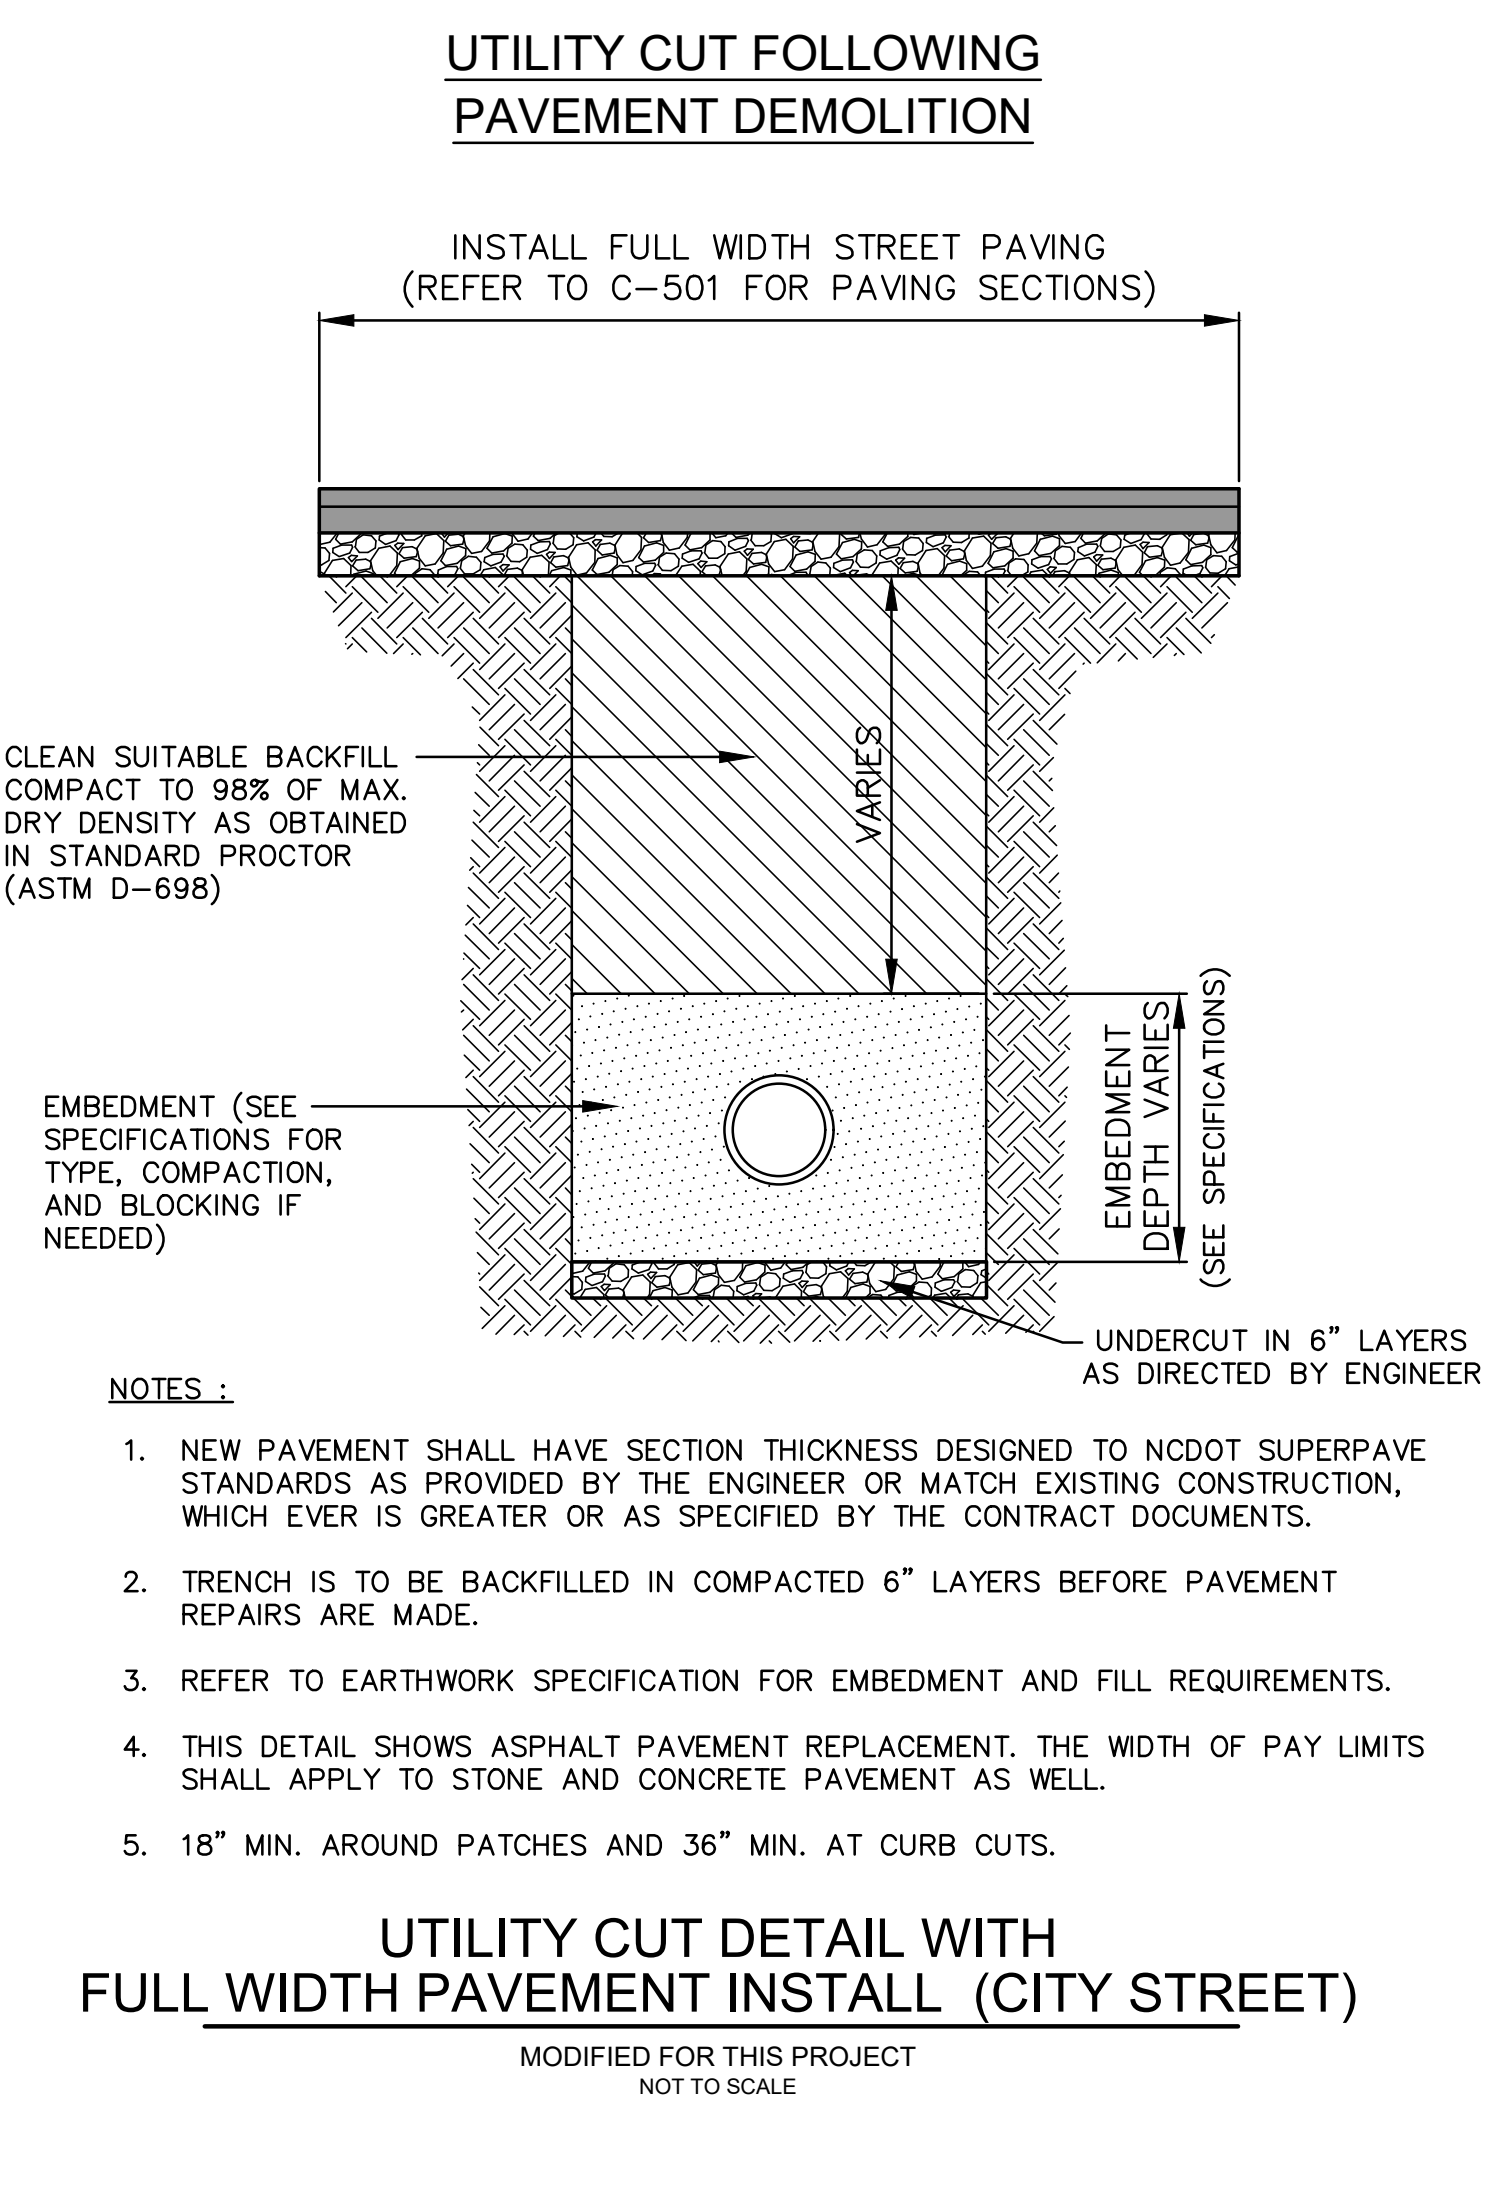 UTILITY CUT FOLLOWING
PAVEMENT DEMOLITION
INSTALL FULL WIDTH STREET PAVING
(REFER TO C-501 FOR PAVING SECTIONS)
CLEAN SUITABLE BACKFILL
COMPACT TO 98% OF MAX.
DRY DENSITY AS OBTAINED
IN STANDARD PROCTOR
(ASTM D-698)
VARIES
EMBEDMENT (SEE
SPECIFICATIONS FOR
TYPE, COMPACTION,
AND BLOCKING IF
NEEDED)
EMBEDMENT
DEPTH VARIES
(SEE SPECIFICATIONS)
UNDERCUT IN 6" LAYERS
AS DIRECTED BY ENGINEER
NOTES :
1. NEW PAVEMENT SHALL HAVE SECTION THICKNESS DESIGNED TO NCDOT SUPERPAVE
STANDARDS AS PROVIDED BY THE ENGINEER OR MATCH EXISTING CONSTRUCTION,
WHICH EVER IS GREATER OR AS SPECIFIED BY THE CONTRACT DOCUMENTS.
2. TRENCH IS TO BE BACKFILLED IN COMPACTED 6" LAYERS BEFORE PAVEMENT
REPAIRS ARE MADE.
3. REFER TO EARTHWORK SPECIFICATION FOR EMBEDMENT AND FILL REQUIREMENTS.
4. THIS DETAIL SHOWS ASPHALT PAVEMENT REPLACEMENT. THE WIDTH OF PAY LIMITS
SHALL APPLY TO STONE AND CONCRETE PAVEMENT AS WELL.
5. 18" MIN. AROUND PATCHES AND 36" MIN. AT CURB CUTS.
UTILITY CUT DETAIL WITH
FULL WIDTH PAVEMENT INSTALL (CITY STREET)
MODIFIED FOR THIS PROJECT
NOT TO SCALE